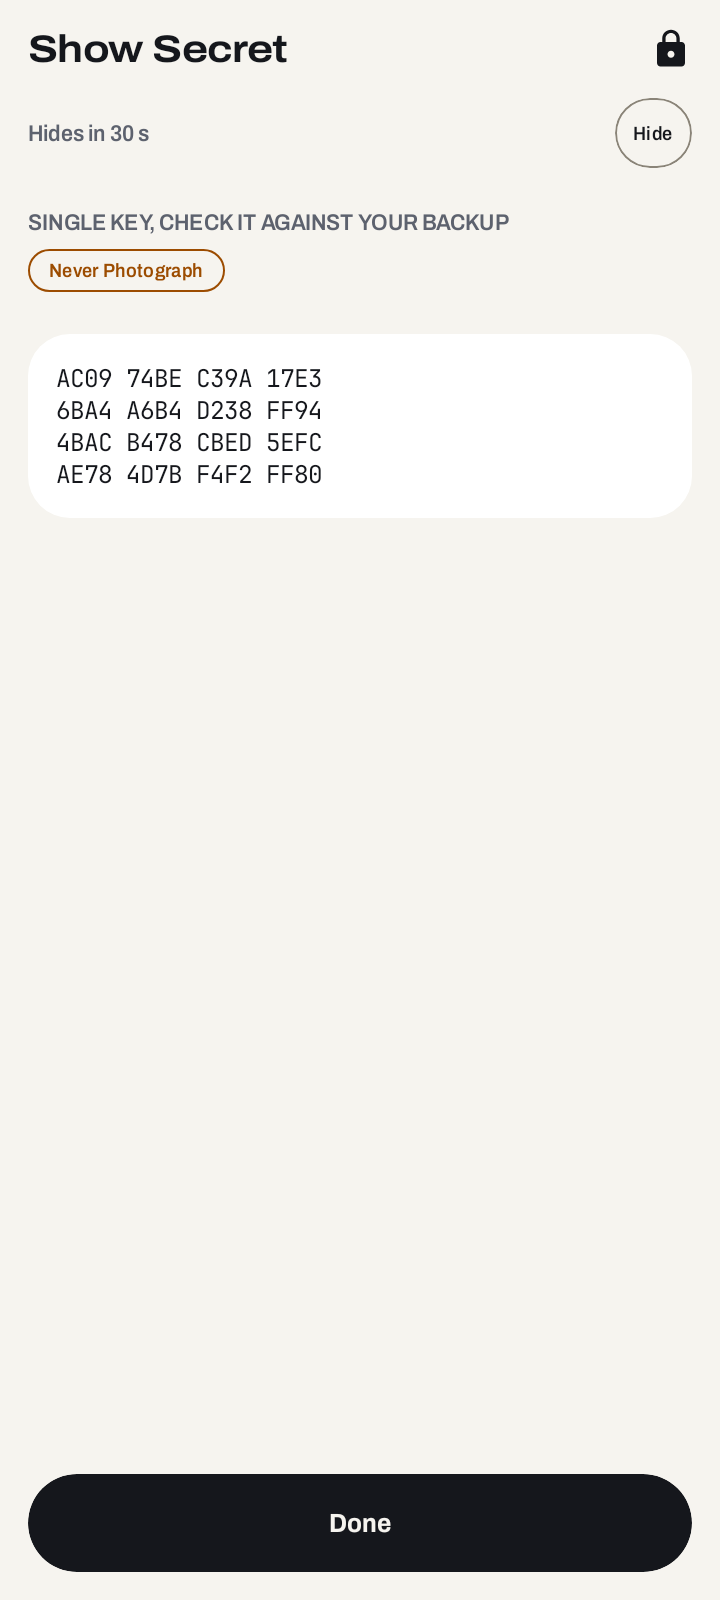 Show Secret
Hides in 30 s
Hide
SINGLE KEY, CHECK IT AGAINST YOUR BACKUP
Never Photograph
AC09 74BE C39A 17E3
6BA4 A6B4 D238 FF94
4BAC B478 CBED 5EFC
AE78 4D7B F4F2 FF80
Done